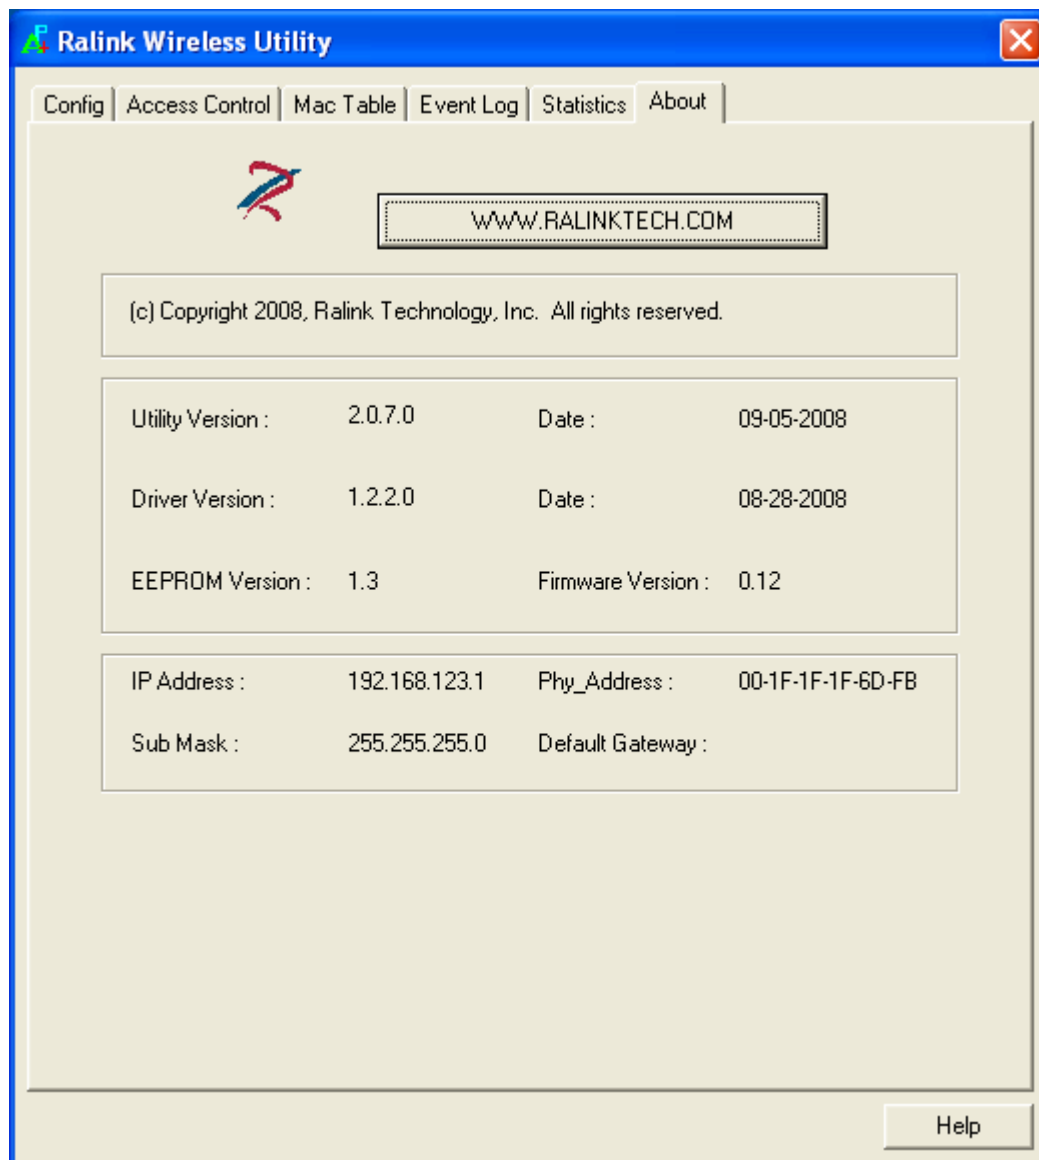 Ralink Wireless Utility
Config Access Control Mac Table Event Log Statistics About
WWW.RALINKTECH.COM
(c) Copyright 2008, Ralink Technology, Inc. All rights reserved.
Utility Version : 2.0.7.0 Date : 09-05-2008
Driver Version : 1.2.2.0 Date : 08-28-2008
EEPROM Version : 1.3 Firmware Version : 0.12
IP Address : 192.168.123.1 Phy_Address : 00-1F-1F-1F-6D-FB
Sub Mask : 255.255.255.0 Default Gateway :
Help